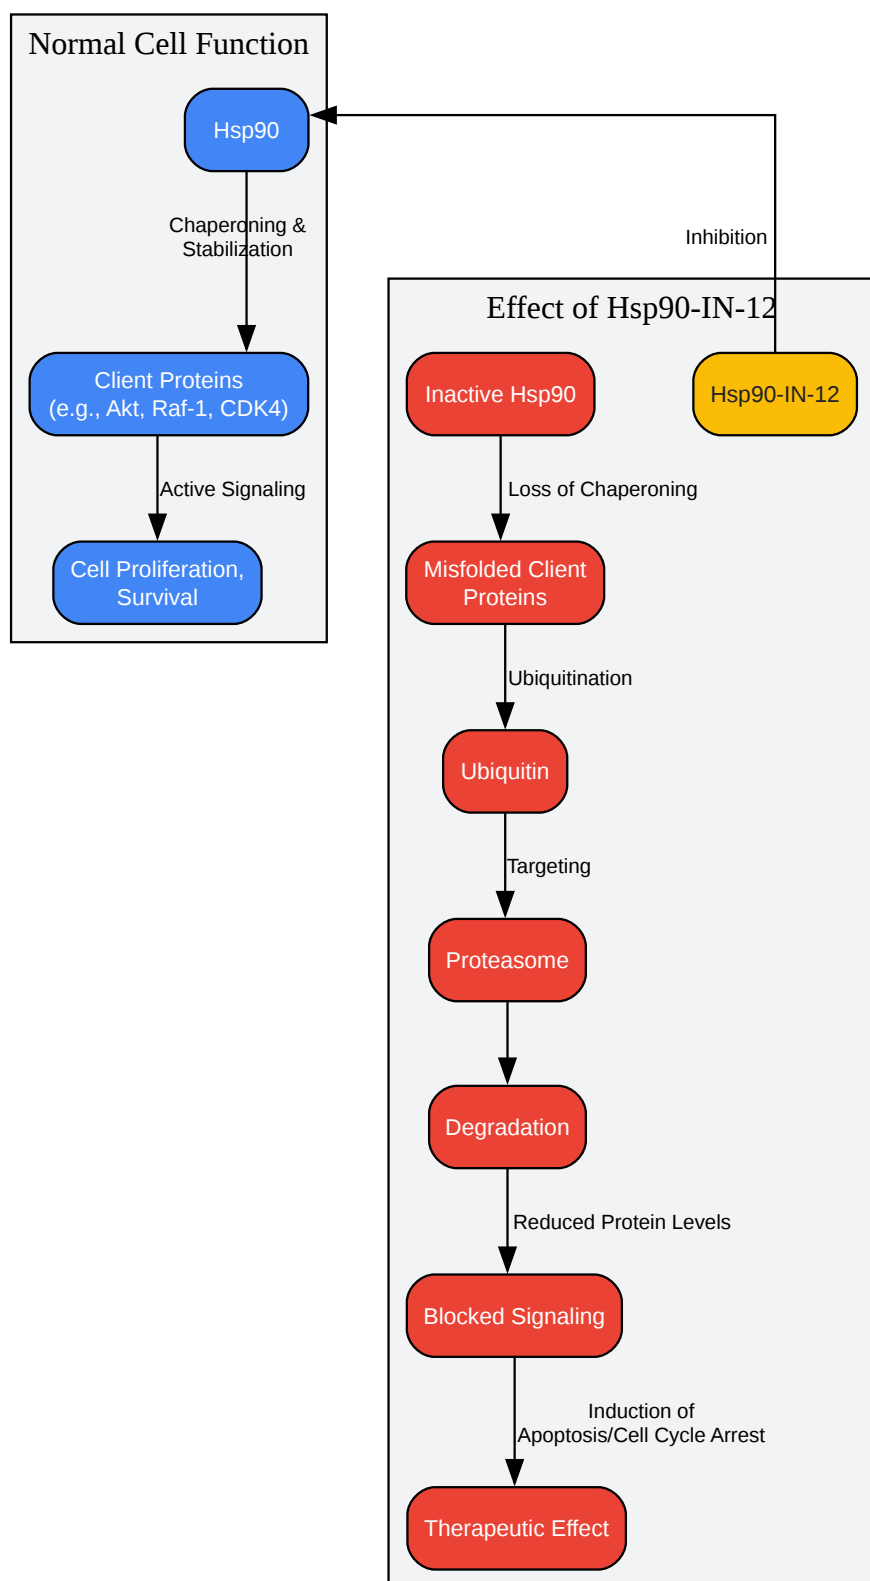 Normal Cell Function
Hsp90
Chaperoning &
Stabilization
Client Proteins
(e.g., Akt, Raf-1, CDK4)
Active Signaling
Cell Proliferation,
Survival
Inhibition
Effect of Hsp90-IN-12
Inactive Hsp90
Hsp90-IN-12
Loss of Chaperoning
Misfolded Client
Proteins
Ubiquitination
Ubiquitin
Targeting
Proteasome
Degradation
Reduced Protein Levels
Blocked Signaling
Induction of
Apoptosis/Cell Cycle Arrest
Therapeutic Effect